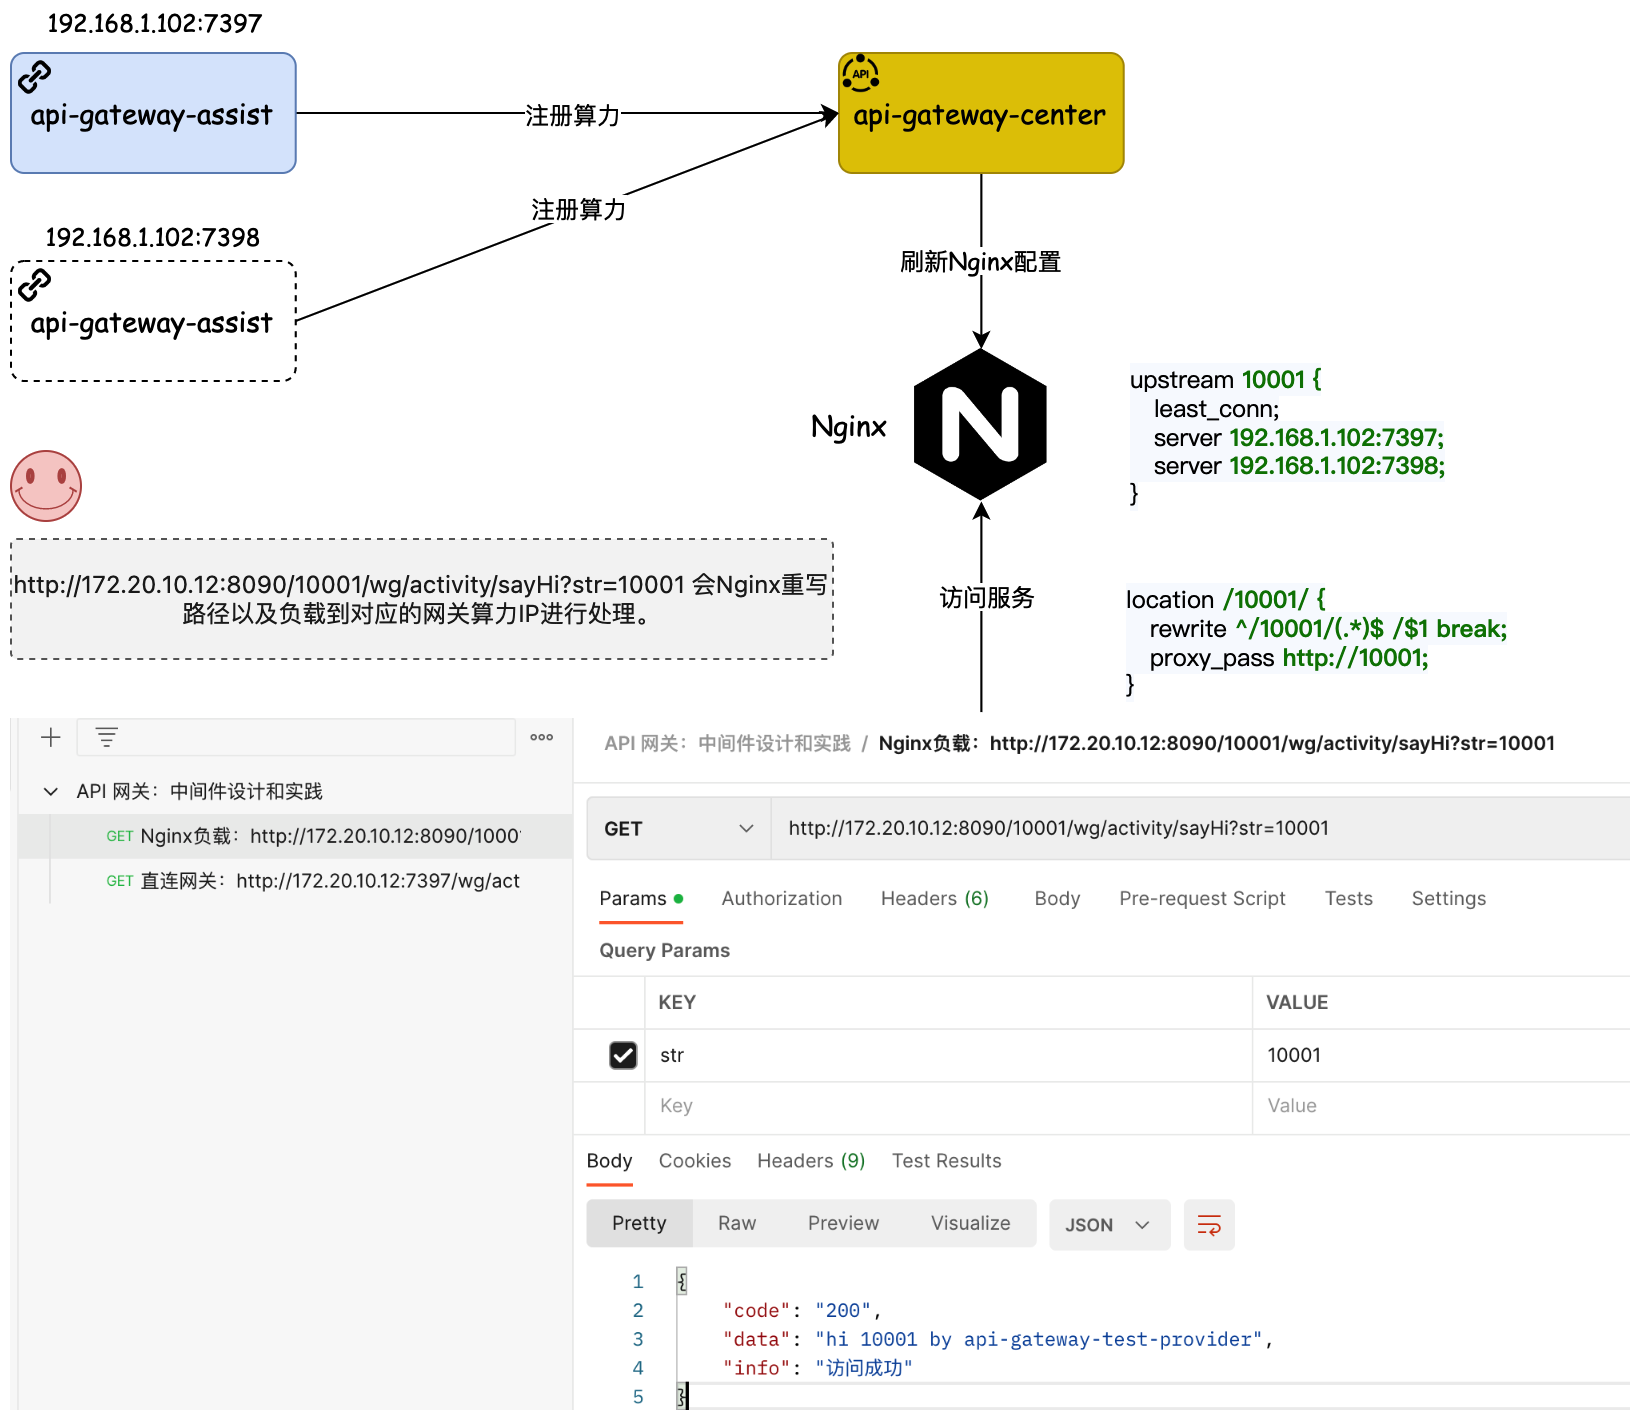 192.168.1.102:7397
api-gateway-assist
注册算力
API
api-gateway-center
注册算力
192.168.1.102:7398
api-gateway-assist
刷新Nginx配置
Nginx
upstream 10001 {
least_conn;
server 192.168.1.102:7397;
server 192.168.1.102:7398;
}
http://172.20.10.12:8090/10001/wg/activity/sayHi?str=10001 会Nginx重写
路径以及负载到对应的网关算力IP进行处理。
访问服务
location /10001/ {
rewrite ^/10001/(.*)$ /$1 break;
proxy_pass http://10001;
}
API 网关：中间件设计和实践
GET Nginx负载：http://172.20.10.12:8090/1000
GET 直连网关：http://172.20.10.12:7397/wg/act
API 网关：中间件设计和实践 / Nginx负载：http://172.20.10.12:8090/10001/wg/activity/sayHi?str=10001
GET http://172.20.10.12:8090/10001/wg/activity/sayHi?str=10001
Params Authorization Headers (6) Body Pre-request Script Tests Settings
Query Params
KEY VALUE
str 10001
Key Value
Body Cookies Headers (9) Test Results
Pretty Raw Preview Visualize JSON
1 {
2 "code": "200",
3 "data": "hi 10001 by api-gateway-test-provider",
4 "info": "访问成功"
5 }